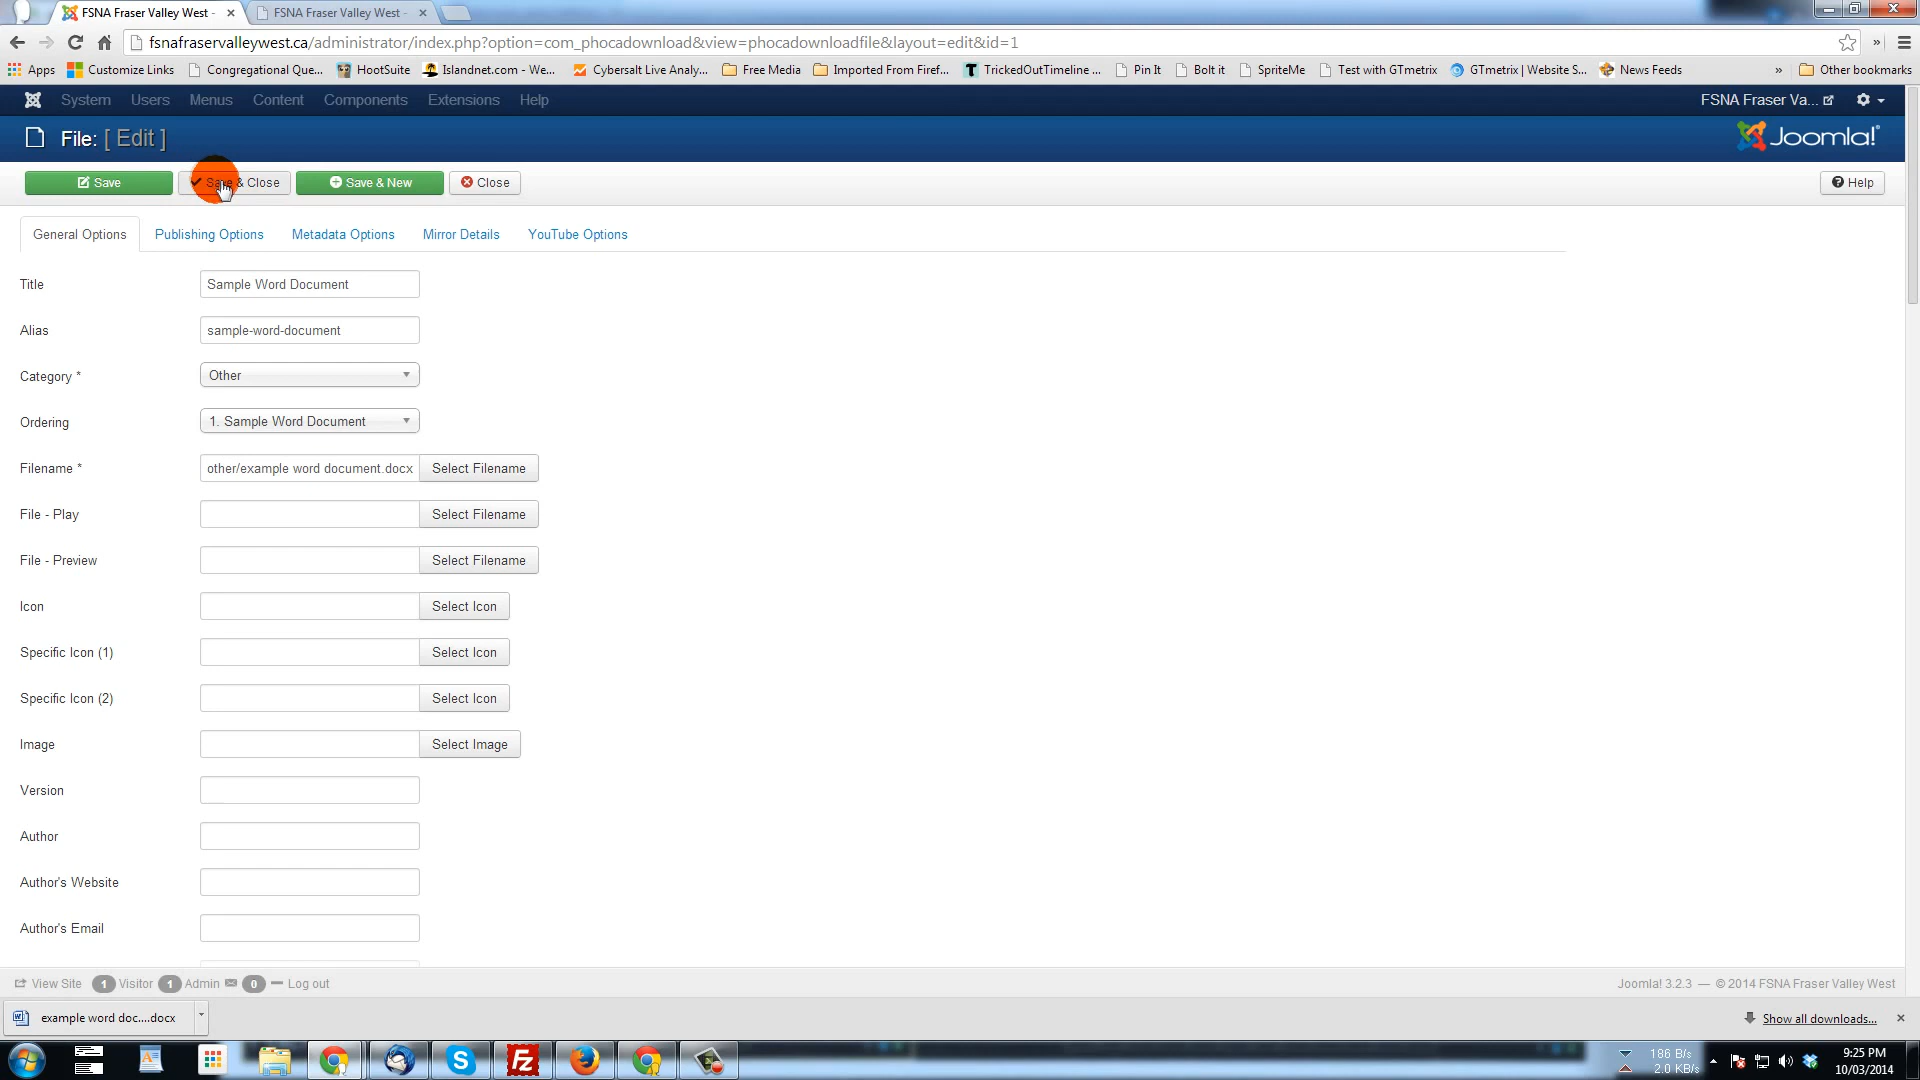 FSNA Fraser Valley West -
FSNA Fraser Valley West -
fsnafraservalleywest.ca/administrator/index.php?option=com_phocadownload&view=phocadownloadfile&layout=edit&id=1
Apps Customize Links Congregational Que... HootSuite Islandnet.com - We... Cybersalt Live Analy... Free Media Imported From Firef... TrickedOutTimeline ... Pin It Bolt it SpriteMe Test with GTmetrix GTmetrix | Website S... News Feeds » Other bookmarks
System Users Menus Content Components Extensions Help FSNA Fraser Va...
File: [ Edit ] Joomla!
Save Save & Close Save & New Close Help
General Options Publishing Options Metadata Options Mirror Details YouTube Options
Title Sample Word Document
Alias sample-word-document
Category * Other
Ordering 1. Sample Word Document
Filename * other/example word document.docx Select Filename
File - Play Select Filename
File - Preview Select Filename
Icon Select Icon
Specific Icon (1) Select Icon
Specific Icon (2) Select Icon
Image Select Image
Version
Author
Author's Website
Author's Email
View Site 1 Visitor 1 Admin 0 Log out Joomla! 3.2.3 — © 2014 FSNA Fraser Valley West
example word doc....docx Show all downloads...
186 B/s 9:25 PM
2.0 KB/s 10/03/2014